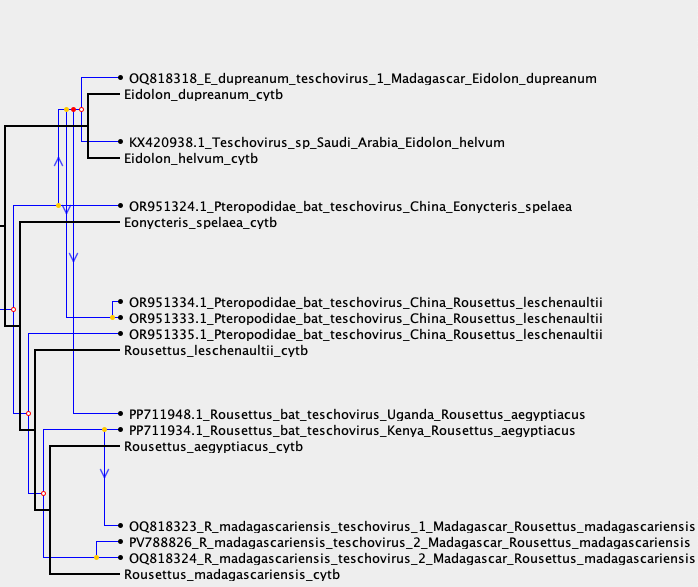 OQ818318_E_dupreanum_teschovirus_1_Madagascar_Eidolon_dupreanum
Eidolon_dupreanum_cytb
KX420938.1_Teschovirus_sp_Saudi_Arabia_Eidolon_helvum
Eidolon_helvum_cytb
OR951324.1_Pteropodidae_bat_teschovirus_China_Eonycteris_spelaea
Eonycteris_spelaea_cytb
OR951334.1_Pteropodidae_bat_teschovirus_China_Rousettus_leschenaultii
OR951333.1_Pteropodidae_bat_teschovirus_China_Rousettus_leschenaultii
OR951335.1_Pteropodidae_bat_teschovirus_China_Rousettus_leschenaultii
Rousettus_leschenaultii_cytb
PP711948.1_Rousettus_bat_teschovirus_Uganda_Rousettus_aegyptiacus
PP711934.1_Rousettus_bat_teschovirus_Kenya_Rousettus_aegyptiacus
Rousettus_aegyptiacus_cytb
OQ818323_R_madagascariensis_teschovirus_1_Madagascar_Rousettus_madagascariensis
PV788826_R_madagascariensis_teschovirus_2_Madagascar_Rousettus_madagascariensis
OQ818324_R_madagascariensis_teschovirus_2_Madagascar_Rousettus_madagascariensis
Rousettus_madagascariensis_cytb